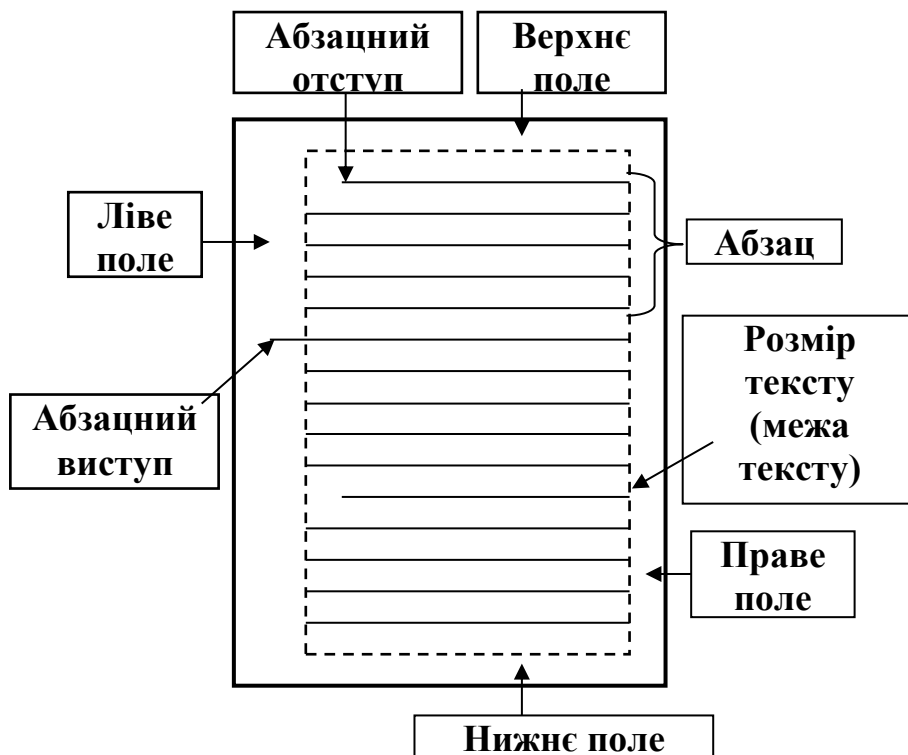 Абзацний
отступ
Верхнє
поле
Ліве
поле
Абзац
Розмір
тексту
(межа
тексту)
Абзацний
виступ
Праве
поле
Нижнє поле